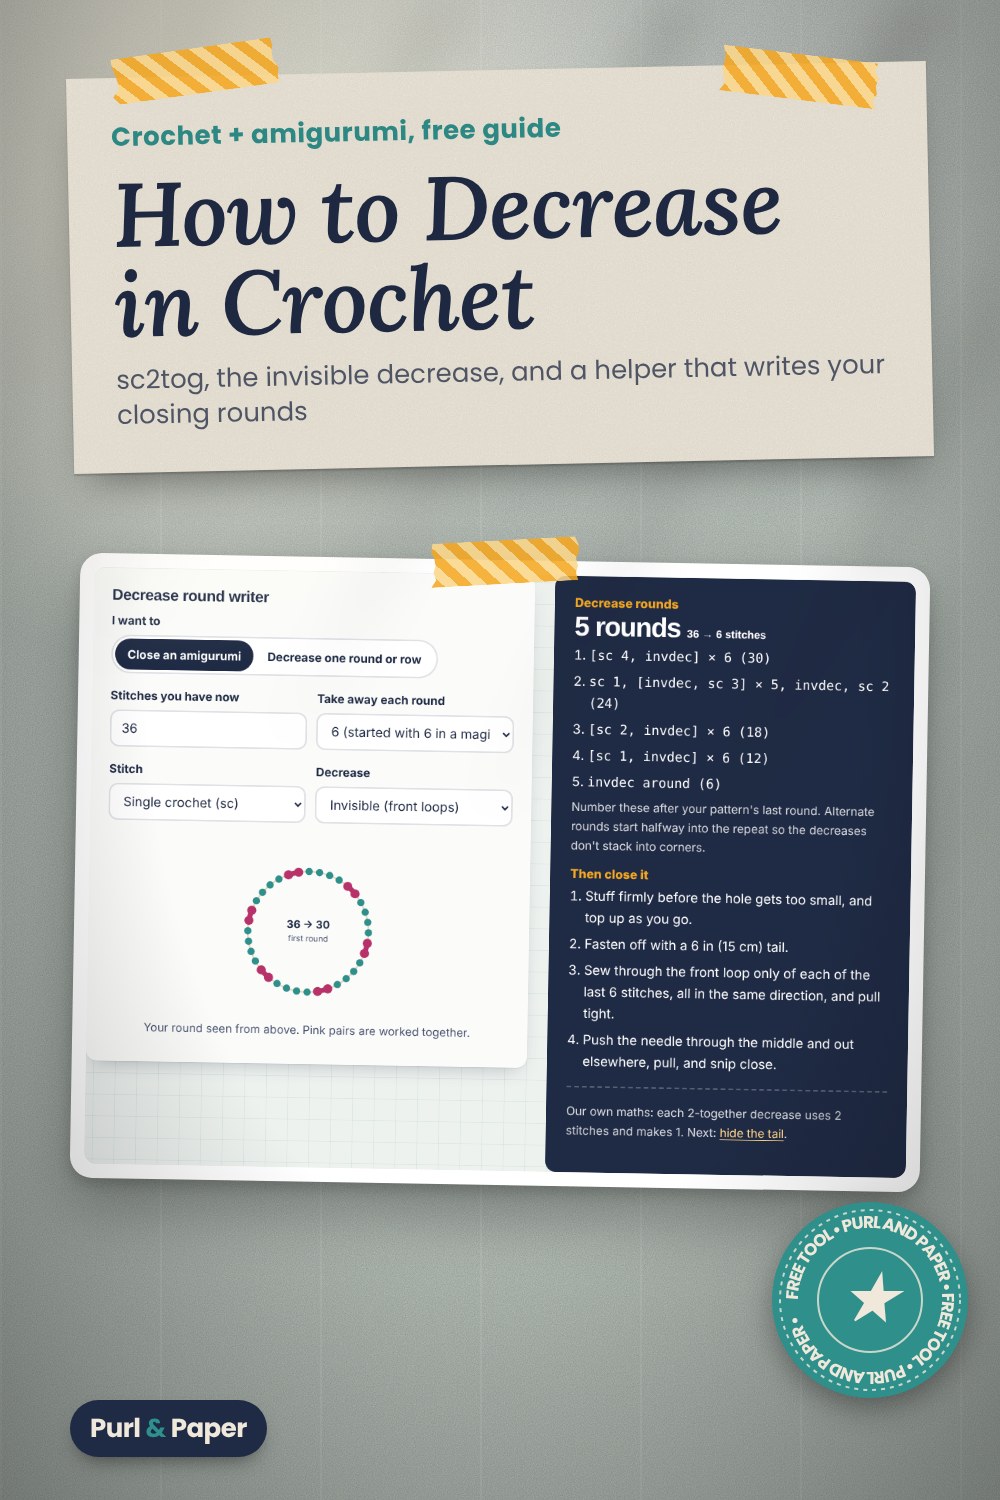 Crochet + amigurumi, free guide
How to Decrease
in Crochet
sc2tog, the invisible decrease, and a helper that writes your
closing rounds
Decrease round writer
I want to
Close an amigurumi
Decrease one round or row
Stitches you have now
Take away each round
36
6 (started with 6 in a magi
Stitch
Decrease
Single crochet (sc)
Invisible (front loops)
36 → 30
first round
Your round seen from above. Pink pairs are worked together.
Decrease rounds
5 rounds 36 → 6 stitches
1. [sc 4, invdec] × 6 (30)
2. sc 1, [invdec, sc 3] × 5, invdec, sc 2
(24)
3. [sc 2, invdec] × 6 (18)
4. [sc 1, invdec] × 6 (12)
5. invdec around (6)
Number these after your pattern's last round. Alternate
rounds start halfway into the repeat so the decreases
don't stack into corners.
Then close it
1. Stuff firmly before the hole gets too small, and
top up as you go.
2. Fasten off with a 6 in (15 cm) tail.
3. Sew through the front loop only of each of the
last 6 stitches, all in the same direction, and pull
tight.
4. Push the needle through the middle and out
elsewhere, pull, and snip close.
Our own maths: each 2-together decrease uses 2
stitches and makes 1. Next: hide the tail.
FREE TOOL • PURL AND PAPER • FREE TOOL • PURL AND PAPER •
Purl & Paper